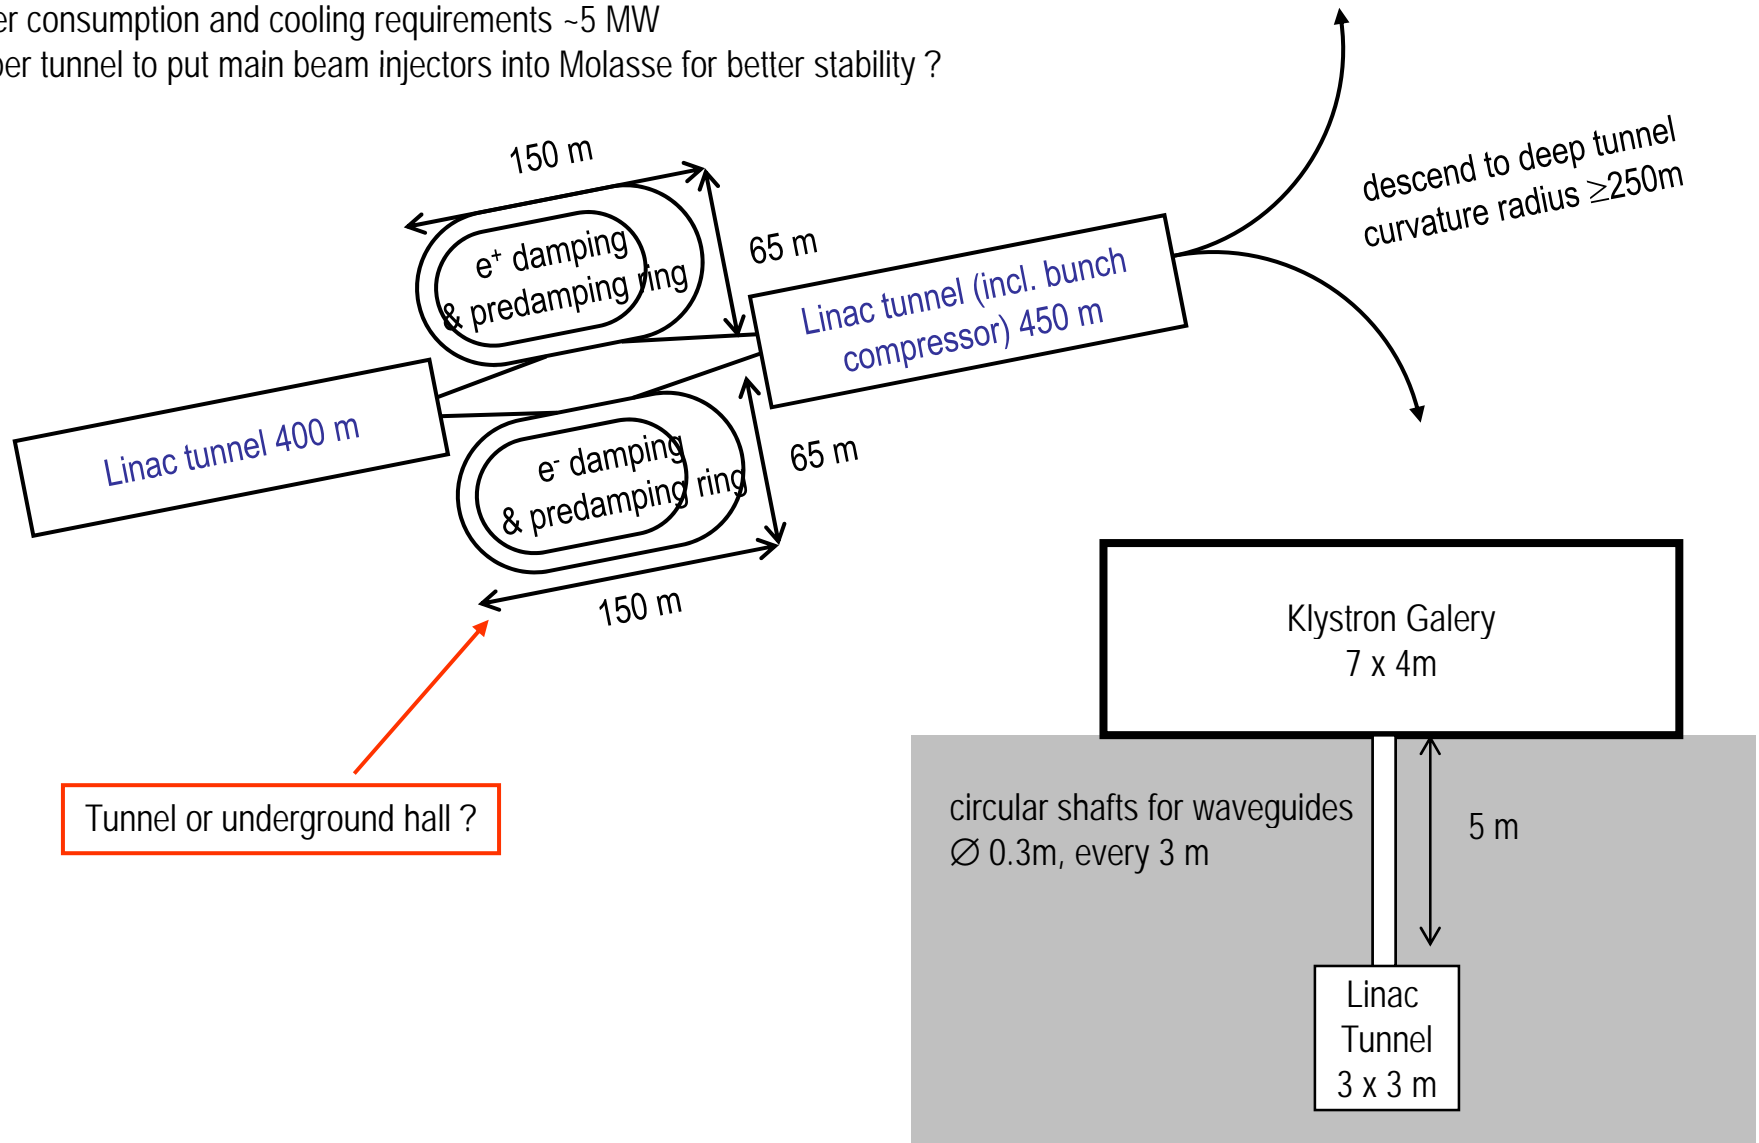 er consumption and cooling requirements ~5 MW
per tunnel to put main beam injectors into Molasse for better stability ?
150 m
descend to deep tunnel
curvature radius ≥250m
65 m
e⁺ damping
& predamping ring
Linac tunnel (incl. bunch
compressor) 450 m
Linac tunnel 400 m
e⁻ damping
& predamping ring
65 m
150 m
Klystron Galery
7 x 4m
Tunnel or underground hall ?
circular shafts for waveguides
∅ 0.3m, every 3 m
5 m
Linac
Tunnel
3 x 3 m